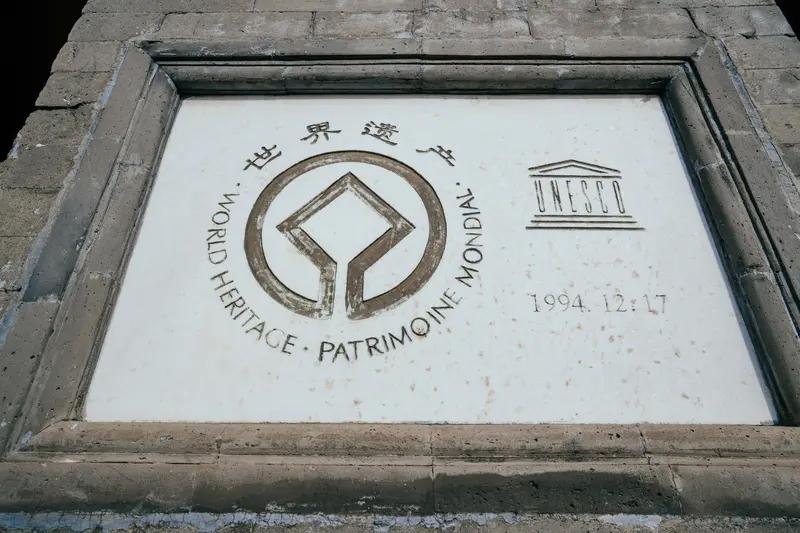 世界遗产
· WORLD HERITAGE · PATRIMOINE MONDIAL ·
UNESCO
1994.12.17